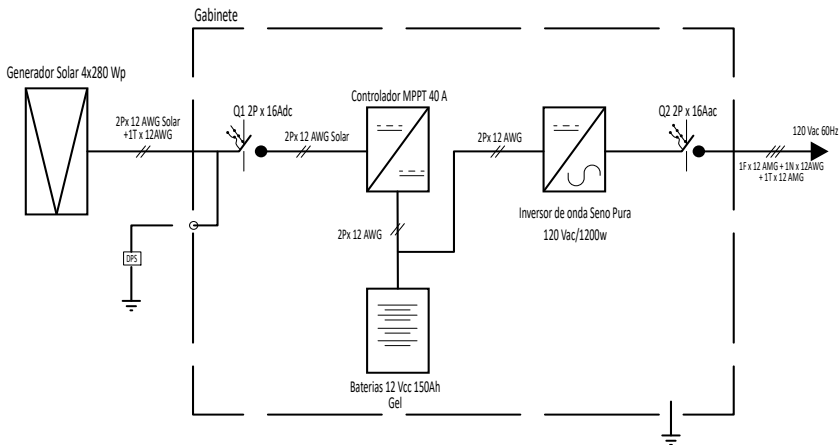 Gabinete
Generador Solar 4x280 Wp
2Px 12 AWG Solar
+1T x 12AWG
Q1 2P x 16Adc
2Px 12 AWG Solar
Controlador MPPT 40 A
2Px 12 AWG
Q2 2P x 16Aac
120 Vac 60Hz
1F x 12 AMG + 1N x 12AWG
+ 1T x 12 AMG
Inversor de onda Seno Pura
120 Vac/1200w
2Px 12 AWG
DPS
Baterias 12 Vcc 150Ah
Gel